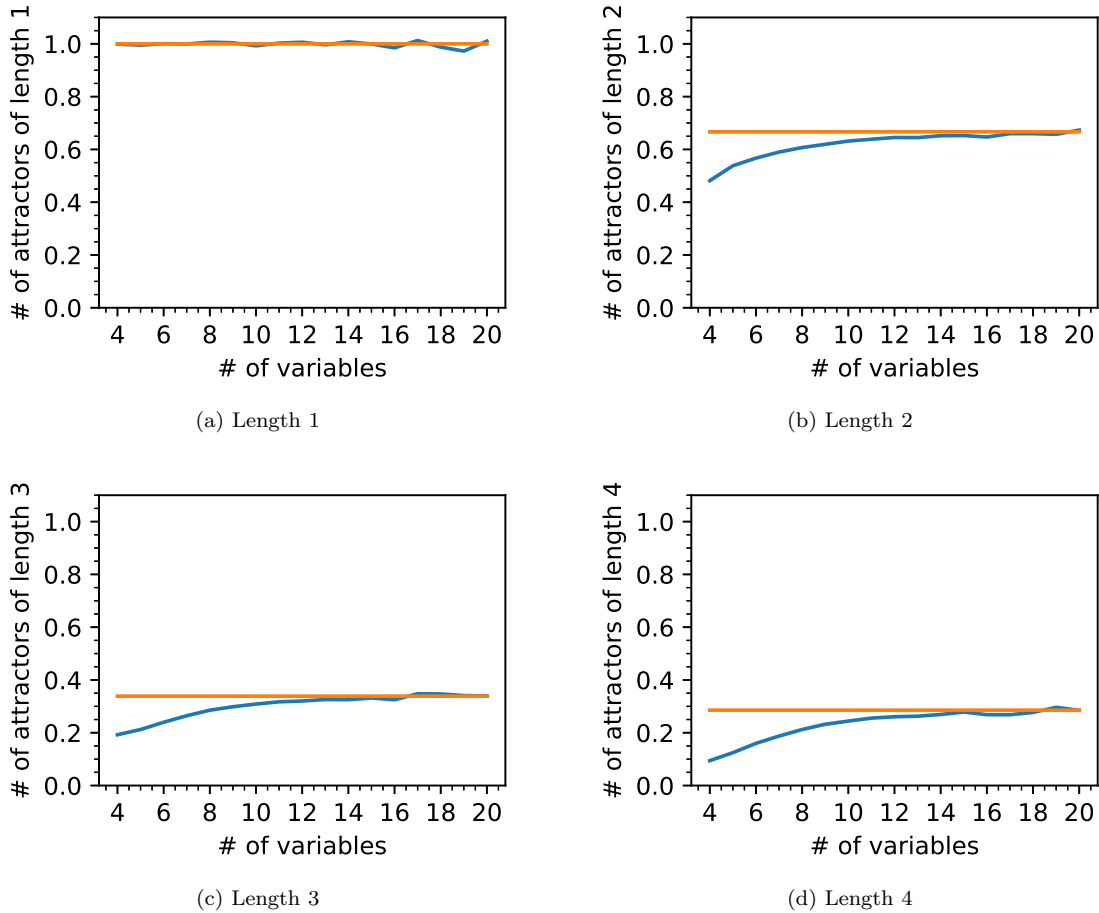 # of attractors of length 1
1.0
0.8
0.6
0.4
0.2
0.0
4 6 8 10 12 14 16 18 20
# of variables
(a) Length 1
# of attractors of length 2
1.0
0.8
0.6
0.4
0.2
0.0
4 6 8 10 12 14 16 18 20
# of variables
(b) Length 2
# of attractors of length 3
1.0
0.8
0.6
0.4
0.2
0.0
4 6 8 10 12 14 16 18 20
# of variables
(c) Length 3
# of attractors of length 4
1.0
0.8
0.6
0.4
0.2
0.0
4 6 8 10 12 14 16 18 20
# of variables
(d) Length 4